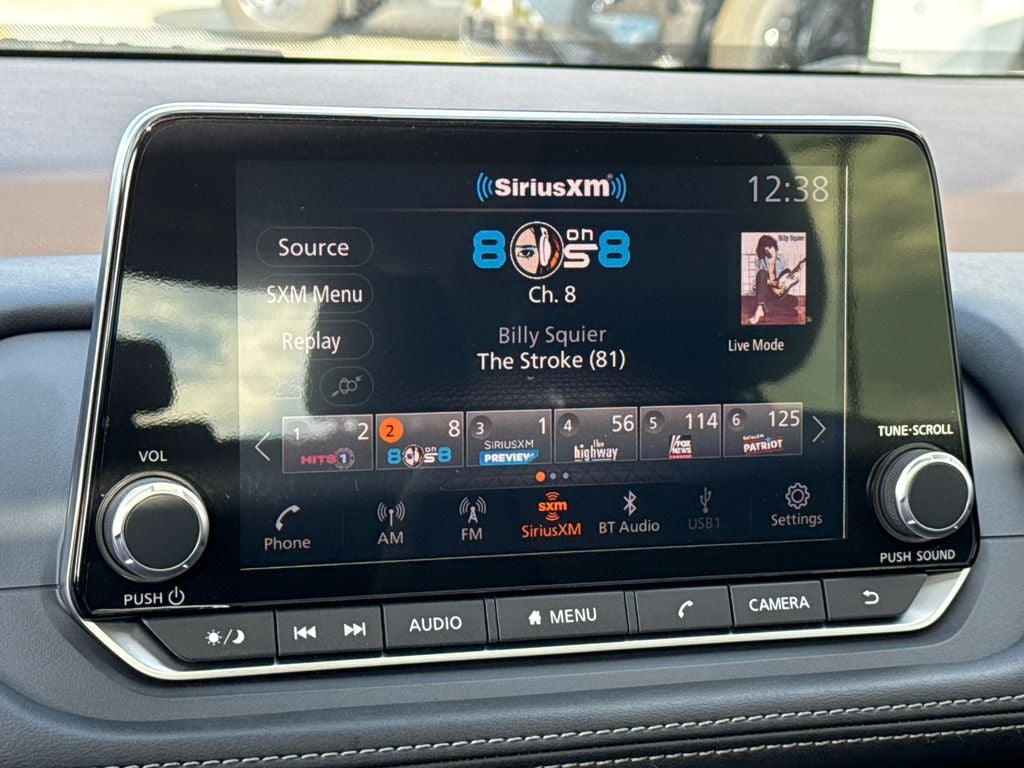 SiriusXM
12:38
Source
8 on 8
Billy Squier
SXM Menu
Ch. 8
Replay
Billy Squier
The Stroke (81)
Live Mode
1 2 HITS 1
2 8 8 on 8
3 1 SIRIUSXM PREVIEW
4 56 the highway
5 114 FOX NEWS channel
6 125 SiriusXM PATRIOT
VOL
TUNE·SCROLL
Phone
AM
FM
sxm
SiriusXM
BT Audio
USB1
Settings
PUSH
PUSH SOUND
AUDIO
MENU
CAMERA